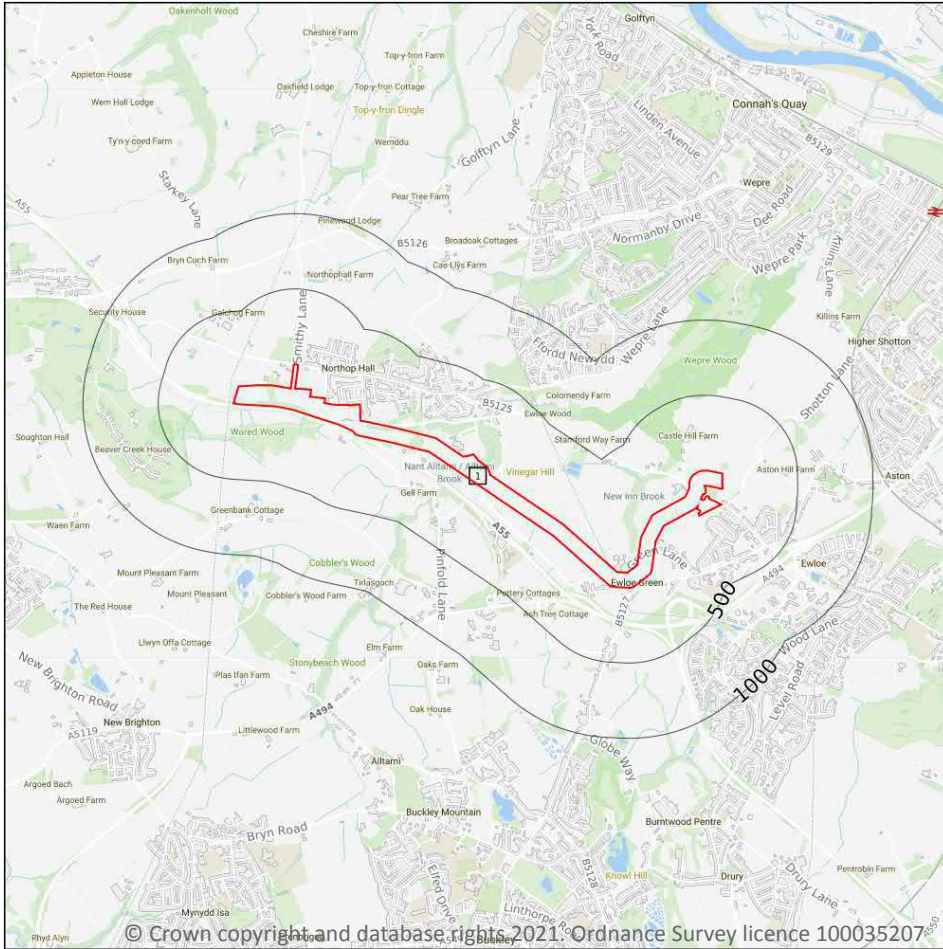 Oakenholt Wood
Golftyn
Cheshire Farm
York Road
Top-y-fron Farm
Appleton House
Oakfield Lodge
Top-y-fron Cottage
Wern Hall Lodge
Top-y-fron Dingle
Linden Avenue
Connah's Quay
Ty'n-y-coed Farm
Wernddu
Golftyn Lane
B5129
Starkey Lane
Wepre
A55
Pear Tree Farm
Dee Road
Pinewood Lodge
Normanby Drive
B5126
Broadoak Cottages
Wepre Park
Killins Lane
Bryn Coch Farm
Cae Llys Farm
Northophall Farm
Security House
Galchog Farm
Killins Farm
Smithy Lane
Wepre Lane
Higher Shotton
Ffordd Newydd
Wepre Wood
Northop Hall
Shotton Lane
Colomendy Farm
B5125
Ewloe Wood
Soughton Hall
Wared Wood
Stamford Way Farm
Castle Hill Farm
Beaver Creek House
Nant Alltami / Alltami
Brook
1
Vinegar Hill
Aston Hill Farm
Aston
Gell Farm
New Inn Brook
Greenbank Cottage
Waen Farm
A55
Green Lane
Cobbler's Wood
Pinfold Lane
Ewloe
Mount Pleasant Farm
Tirlasgoch
Ewloe Green
A494
Mount Pleasant
Cobbler's Wood Farm
Pottery Cottages
The Red House
Ach Tree Cottage
B5127
500
Llwyn Offa Cottage
Elm Farm
Wood Lane
Stonybeach Wood
Oaks Farm
New Brighton Road
Plas Ifan Farm
1000
Level Road
A494
Oak House
New Brighton
Littlewood Farm
A5119
Globe Way
Alltami
Argoed Bach
Argoed Farm
Buckley Mountain
Burntwood Pentre
Bryn Road
B5128
Knowl Hill
Drury
Drury Lane
Pentrobin Farm
Elfed Drive
Mynydd Isa
Linthorpe Road
A550
Rhyd Alyn
Buckley
© Crown copyright and database rights 2021. Ordnance Survey licence 100035207.